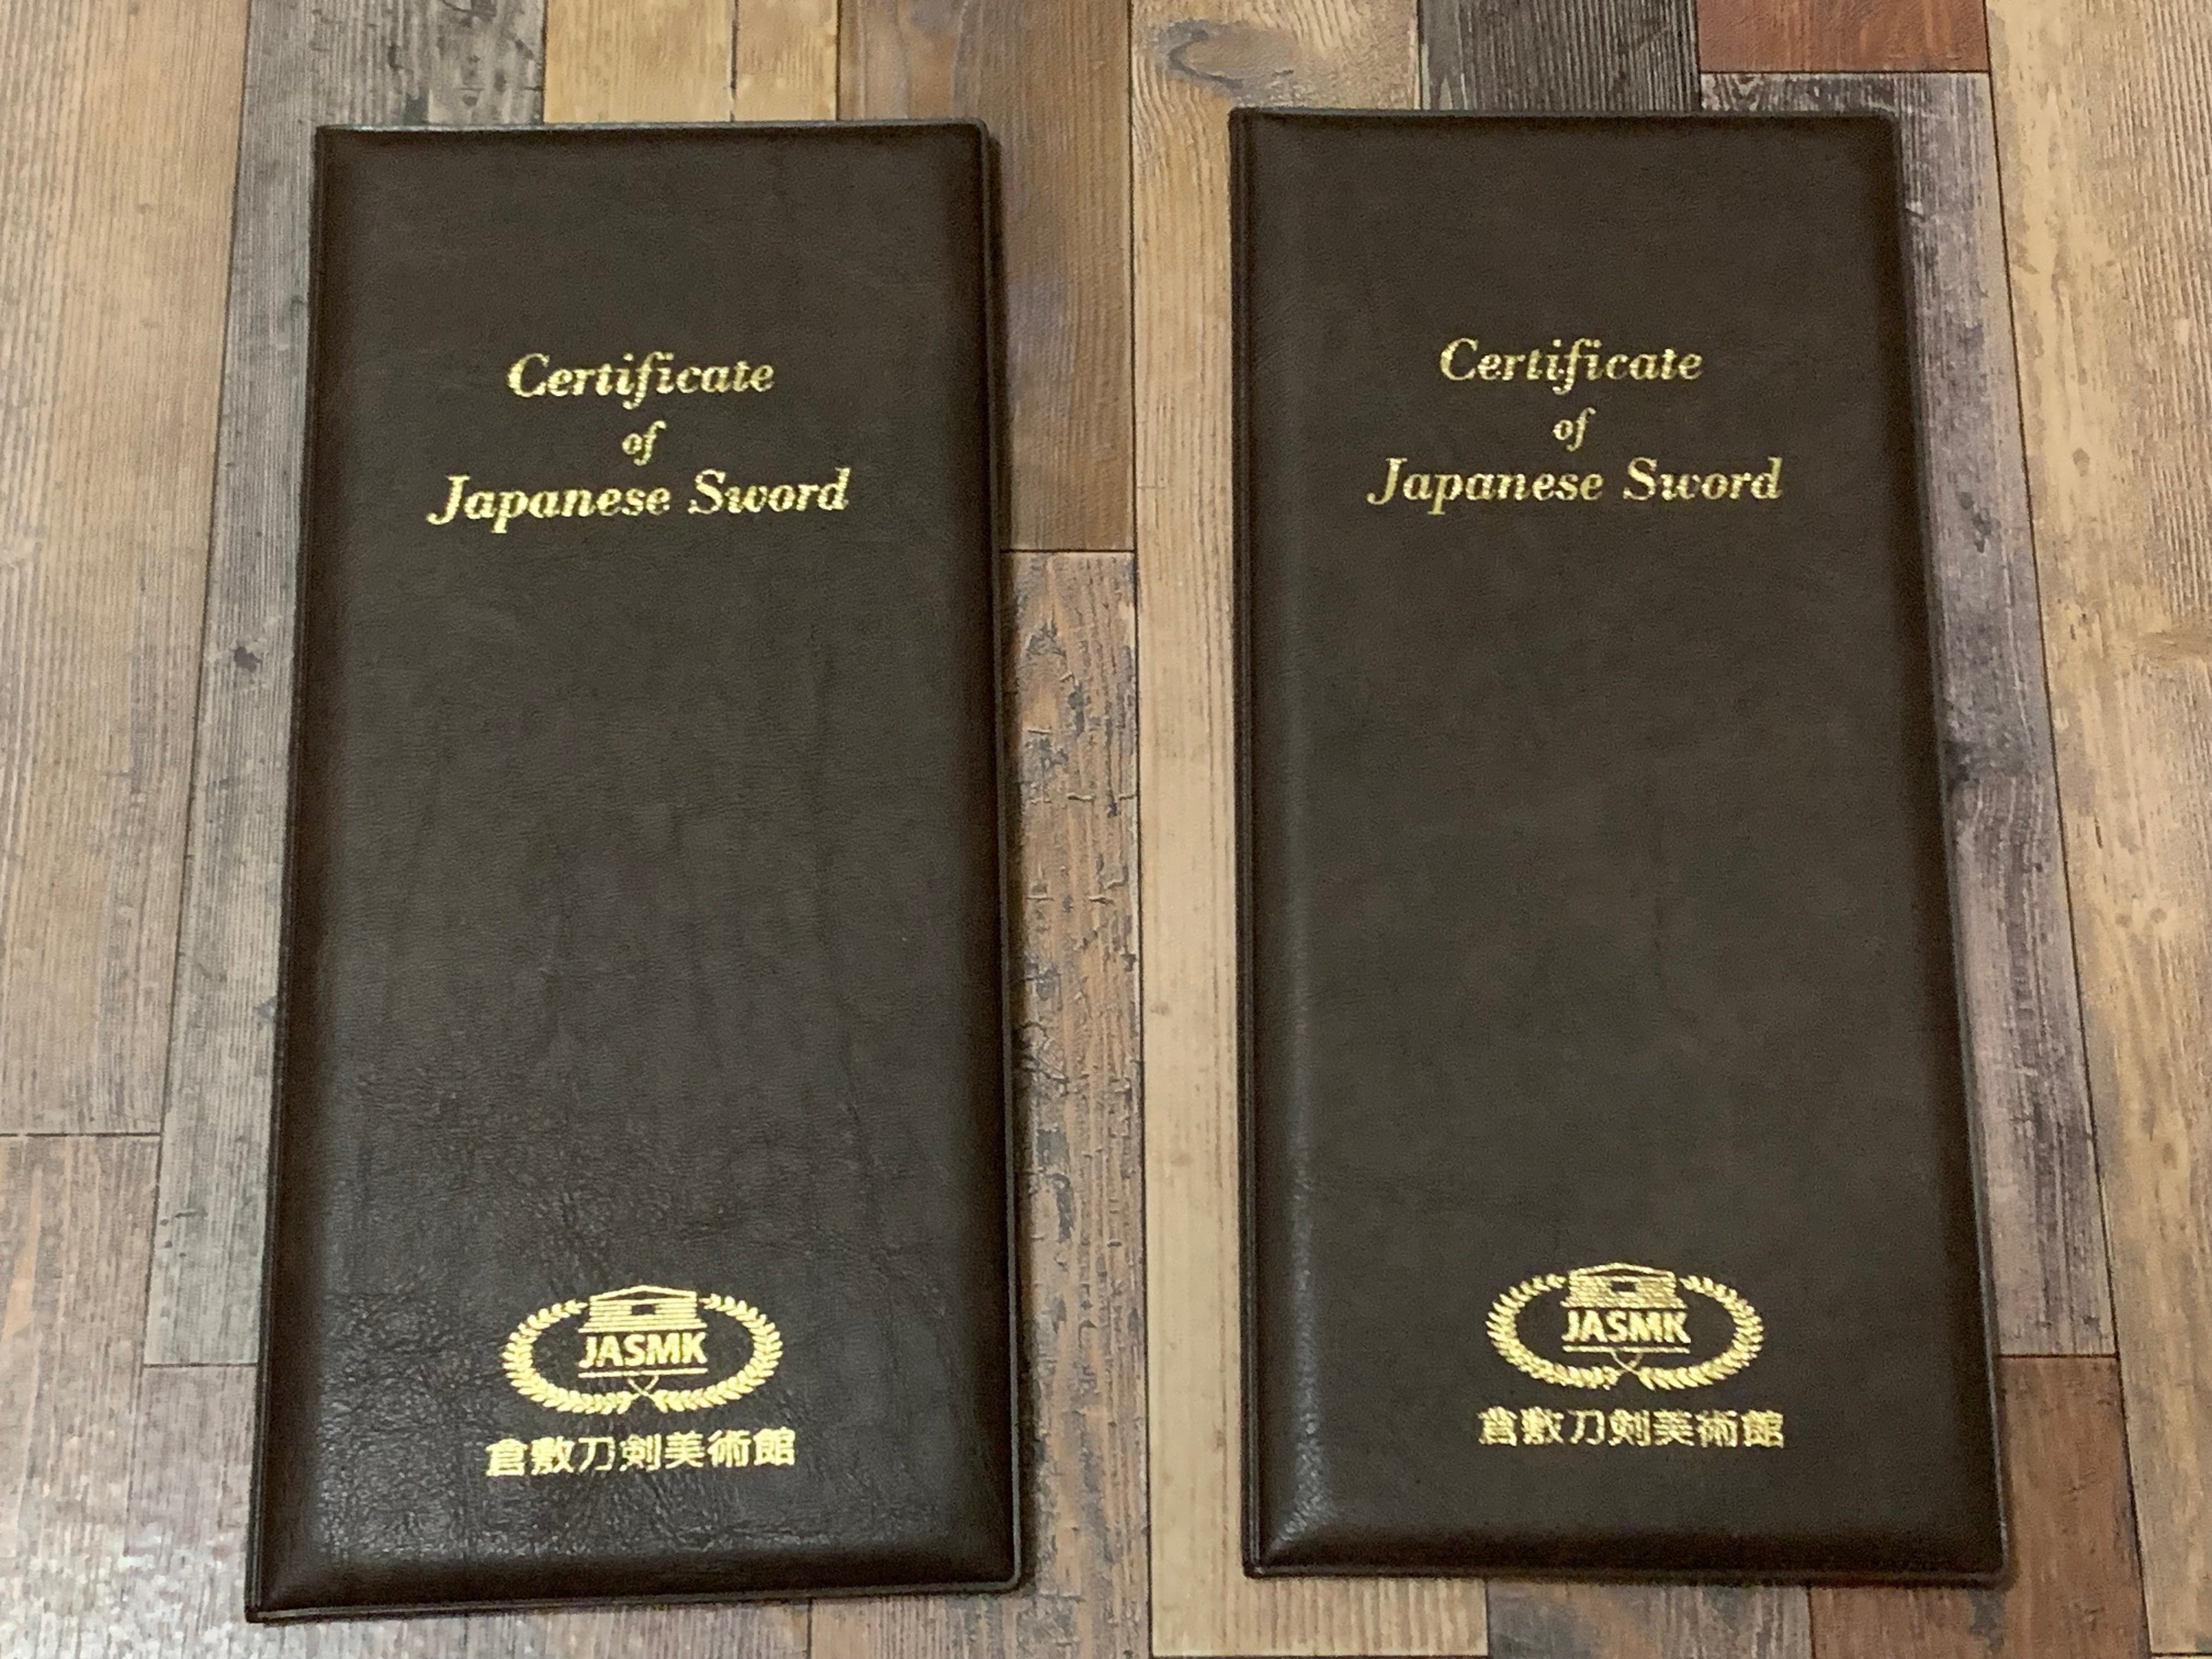 Certificate
of
Japanese Sword
JASMK
倉敷刀剣美術館
Certificate
of
Japanese Sword
JASMK
倉敷刀剣美術館